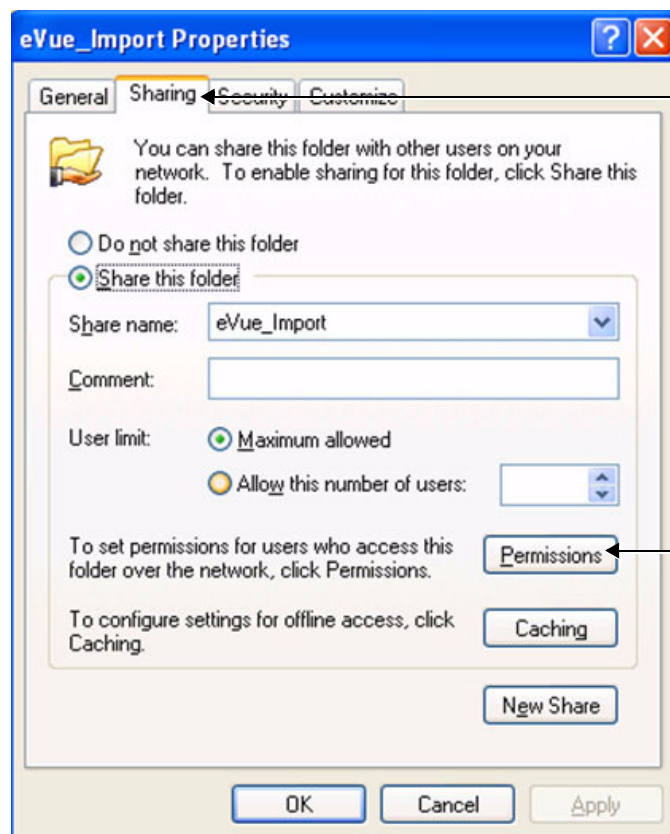 eVue_Import Properties
General Sharing Security Customize
You can share this folder with other users on your
network. To enable sharing for this folder, click Share this
folder.
Do not share this folder
Share this folder
Share name: eVue_Import
Comment:
User limit: Maximum allowed
Allow this number of users:
To set permissions for users who access this
folder over the network, click Permissions.
Permissions
To configure settings for offline access, click
Caching.
Caching
New Share
OK Cancel Apply